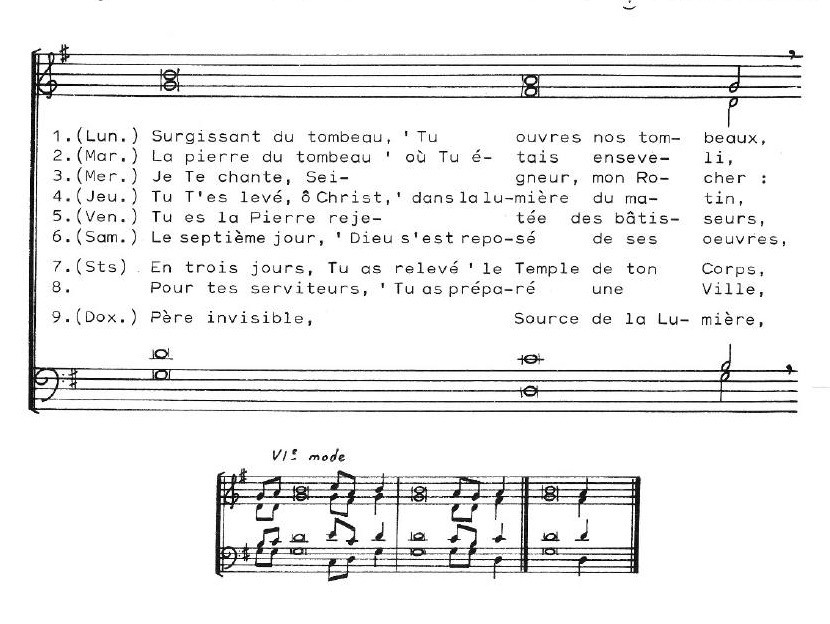 1.(Lun.) Surgissant du tombeau, ' Tu ouvres nos tom- beaux,
2.(Mar.) La pierre du tombeau ' où Tu é- tais enseve- li,
3.(Mer.) Je Te chante, Sei- gneur, mon Ro- cher :
4.(Jeu.) Tu T'es levé, ô Christ,' dans la lu-mière du ma- tin,
5.(Ven.) Tu es la Pierre reje- tée des bâtis- seurs,
6.(Sam.) Le septième jour, ' Dieu s'est repo-sé de ses oeuvres,
7.(Sts) En trois jours, Tu as relevé ' le Temple de ton Corps,
8. Pour tes serviteurs, ' Tu as prépa-ré une Ville,
9.(Dox.) Père invisible, Source de la Lu- mière,
VIe mode